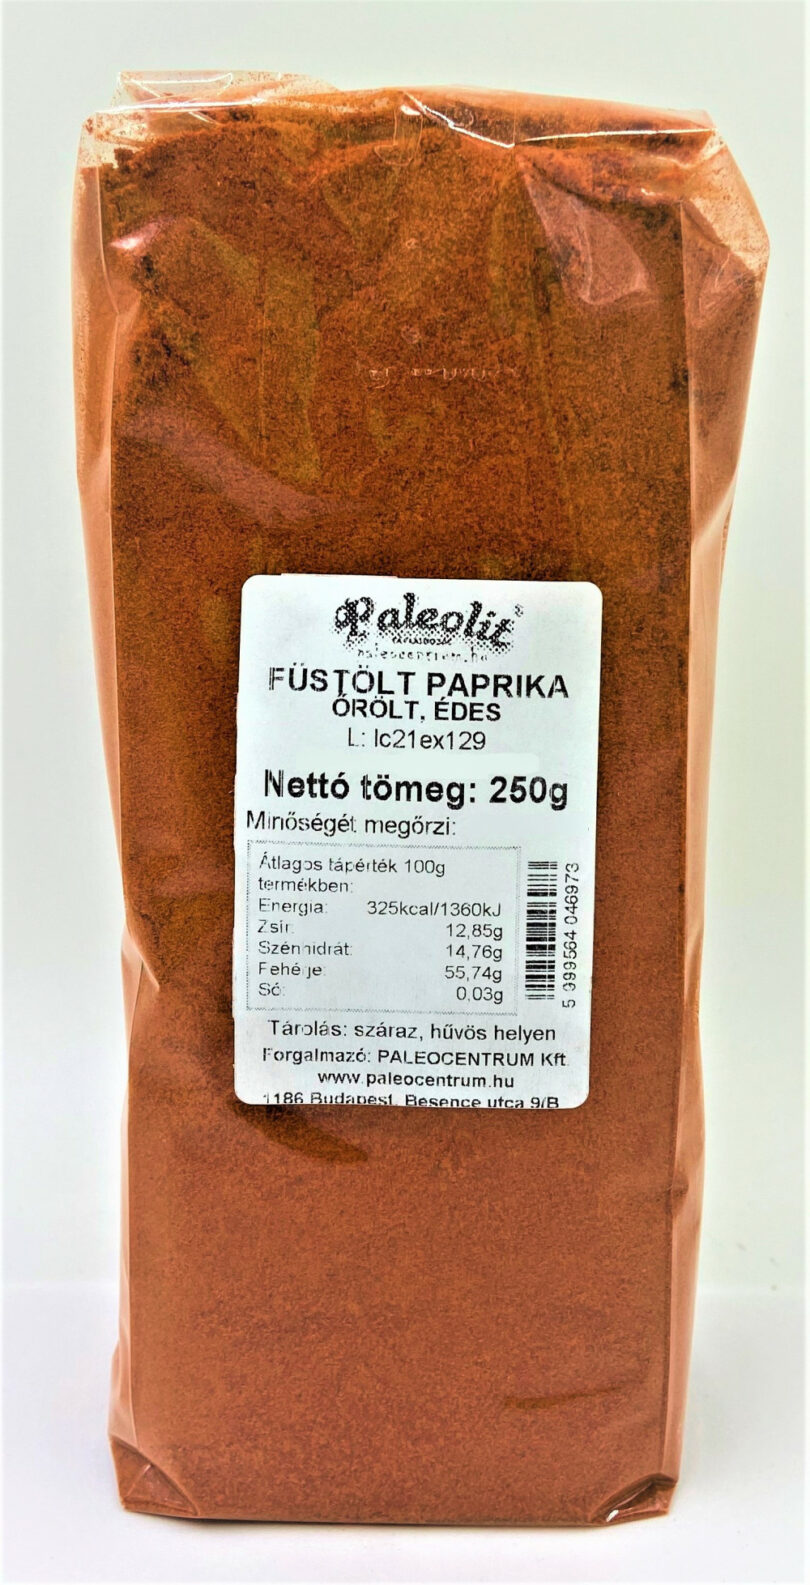 Paleolit®
paleocentrum.hu
FÜSTÖLT PAPRIKA
ŐRÖLT, ÉDES
L: lc21ex129
Nettó tömeg: 250g
Minőségét megőrzi:
Átlagos tápérték 100g
termékben:
Energia: 325kcal/1360kJ
Zsír: 12,85g
Szénhidrát: 14,76g
Fehérje: 55,74g
Só: 0,03g
5 999564 046973
Tárolás: száraz, hűvös helyen
Forgalmazó: PALEOCENTRUM Kft.
www.paleocentrum.hu
1186 Budapest, Besence utca 9/B